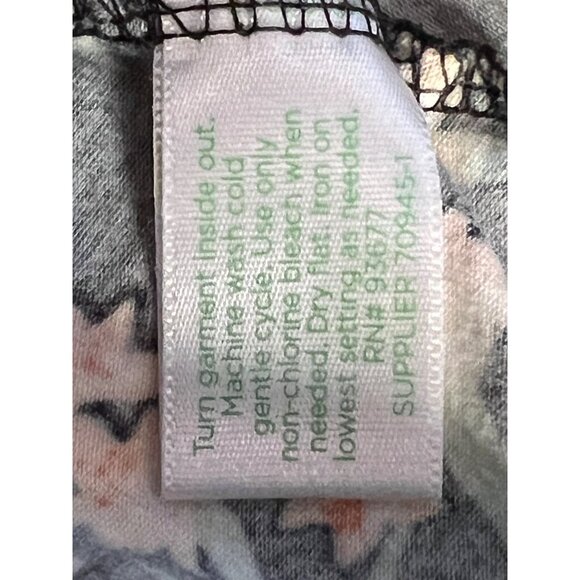 Turn garment Inside out.
Machine wash cold
gentle cycle. Use only
non-chlorine bleach when
needed. Dry flat. Iron on
lowest setting as needed.
RN# 93677
SUPPLIER 70945-1